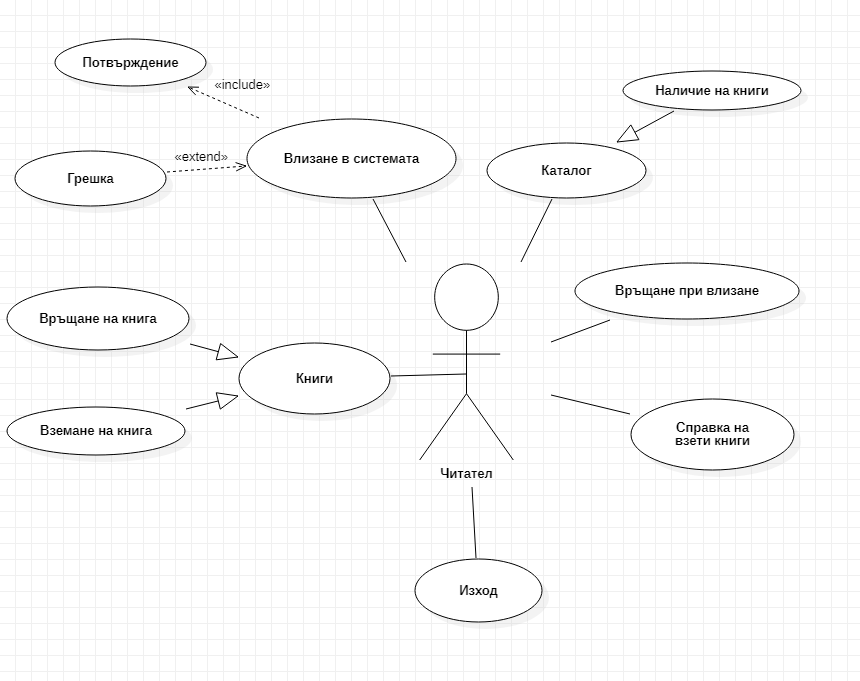 Потвърждение
«include»
Наличие на книги
«extend»
Влизане в системата
Каталог
Грешка
Връщане при влизане
Връщане на книга
Книги
Вземане на книга
Справка на
взети книги
Читател
Изход